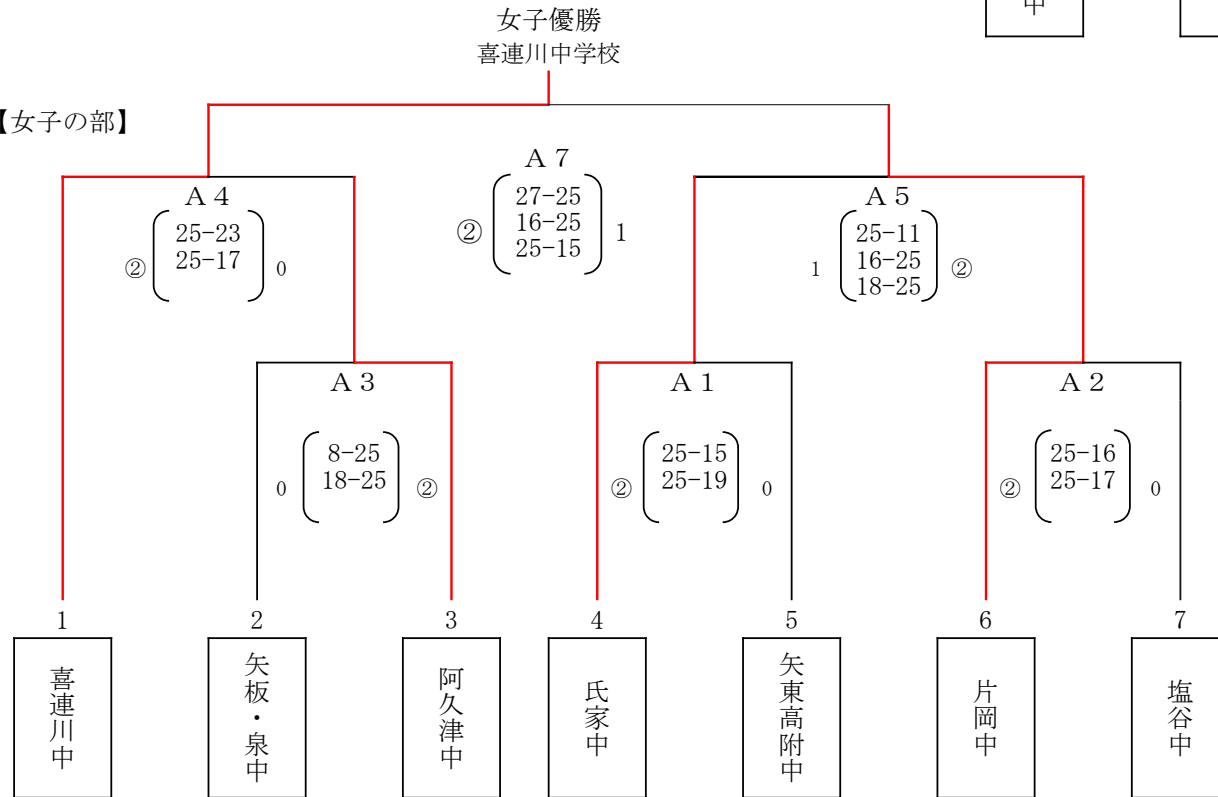 中
女子優勝
喜連川中学校
【女子の部】
A 7
27-25
② 16-25 1
25-15
A 4
25-23
25-17
② 0
A 5
25-11
16-25
1 ②
18-25
A 3
8-25
18-25
0 ②
A 1
25-15
25-19
② 0
A 2
25-16
25-17
② 0
1 2 3 4 5 6 7
喜連川中
矢板・泉中
阿久津中
氏家中
矢東高附中
片岡中
塩谷中